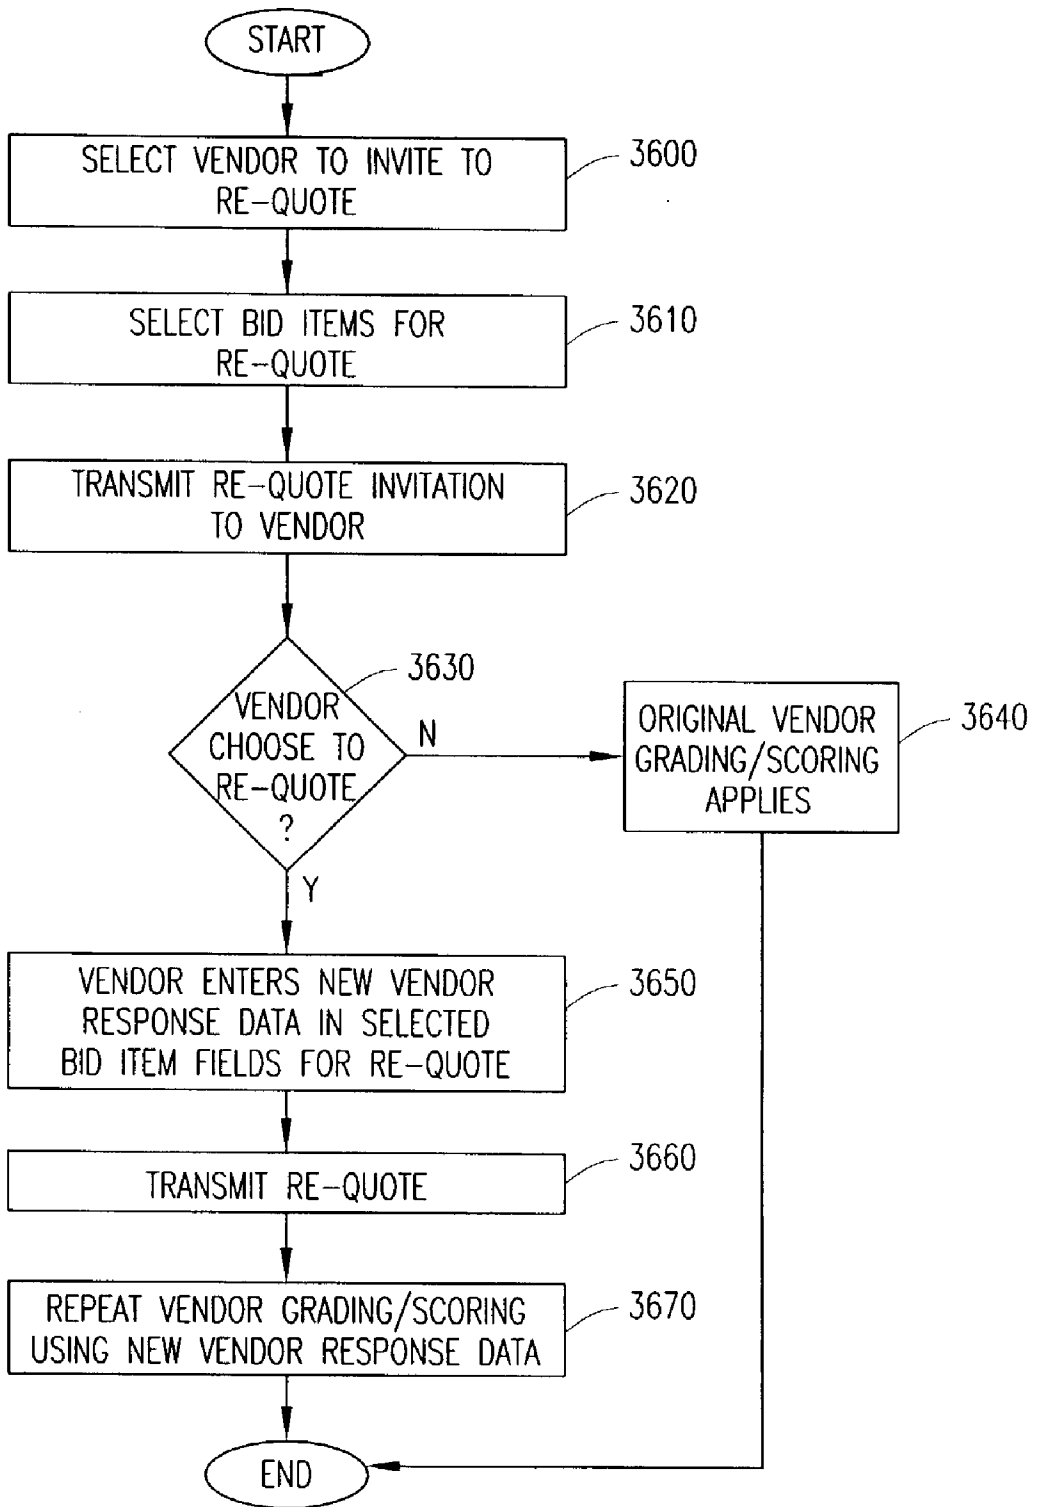 START
SELECT VENDOR TO INVITE TO
RE-QUOTE
3600
SELECT BID ITEMS FOR
RE-QUOTE
3610
TRANSMIT RE-QUOTE INVITATION
TO VENDOR
3620
3630
VENDOR
CHOOSE TO
RE-QUOTE
?
N
ORIGINAL VENDOR
GRADING/SCORING
APPLIES
3640
Y
VENDOR ENTERS NEW VENDOR
RESPONSE DATA IN SELECTED
BID ITEM FIELDS FOR RE-QUOTE
3650
TRANSMIT RE-QUOTE
3660
REPEAT VENDOR GRADING/SCORING
USING NEW VENDOR RESPONSE DATA
3670
END